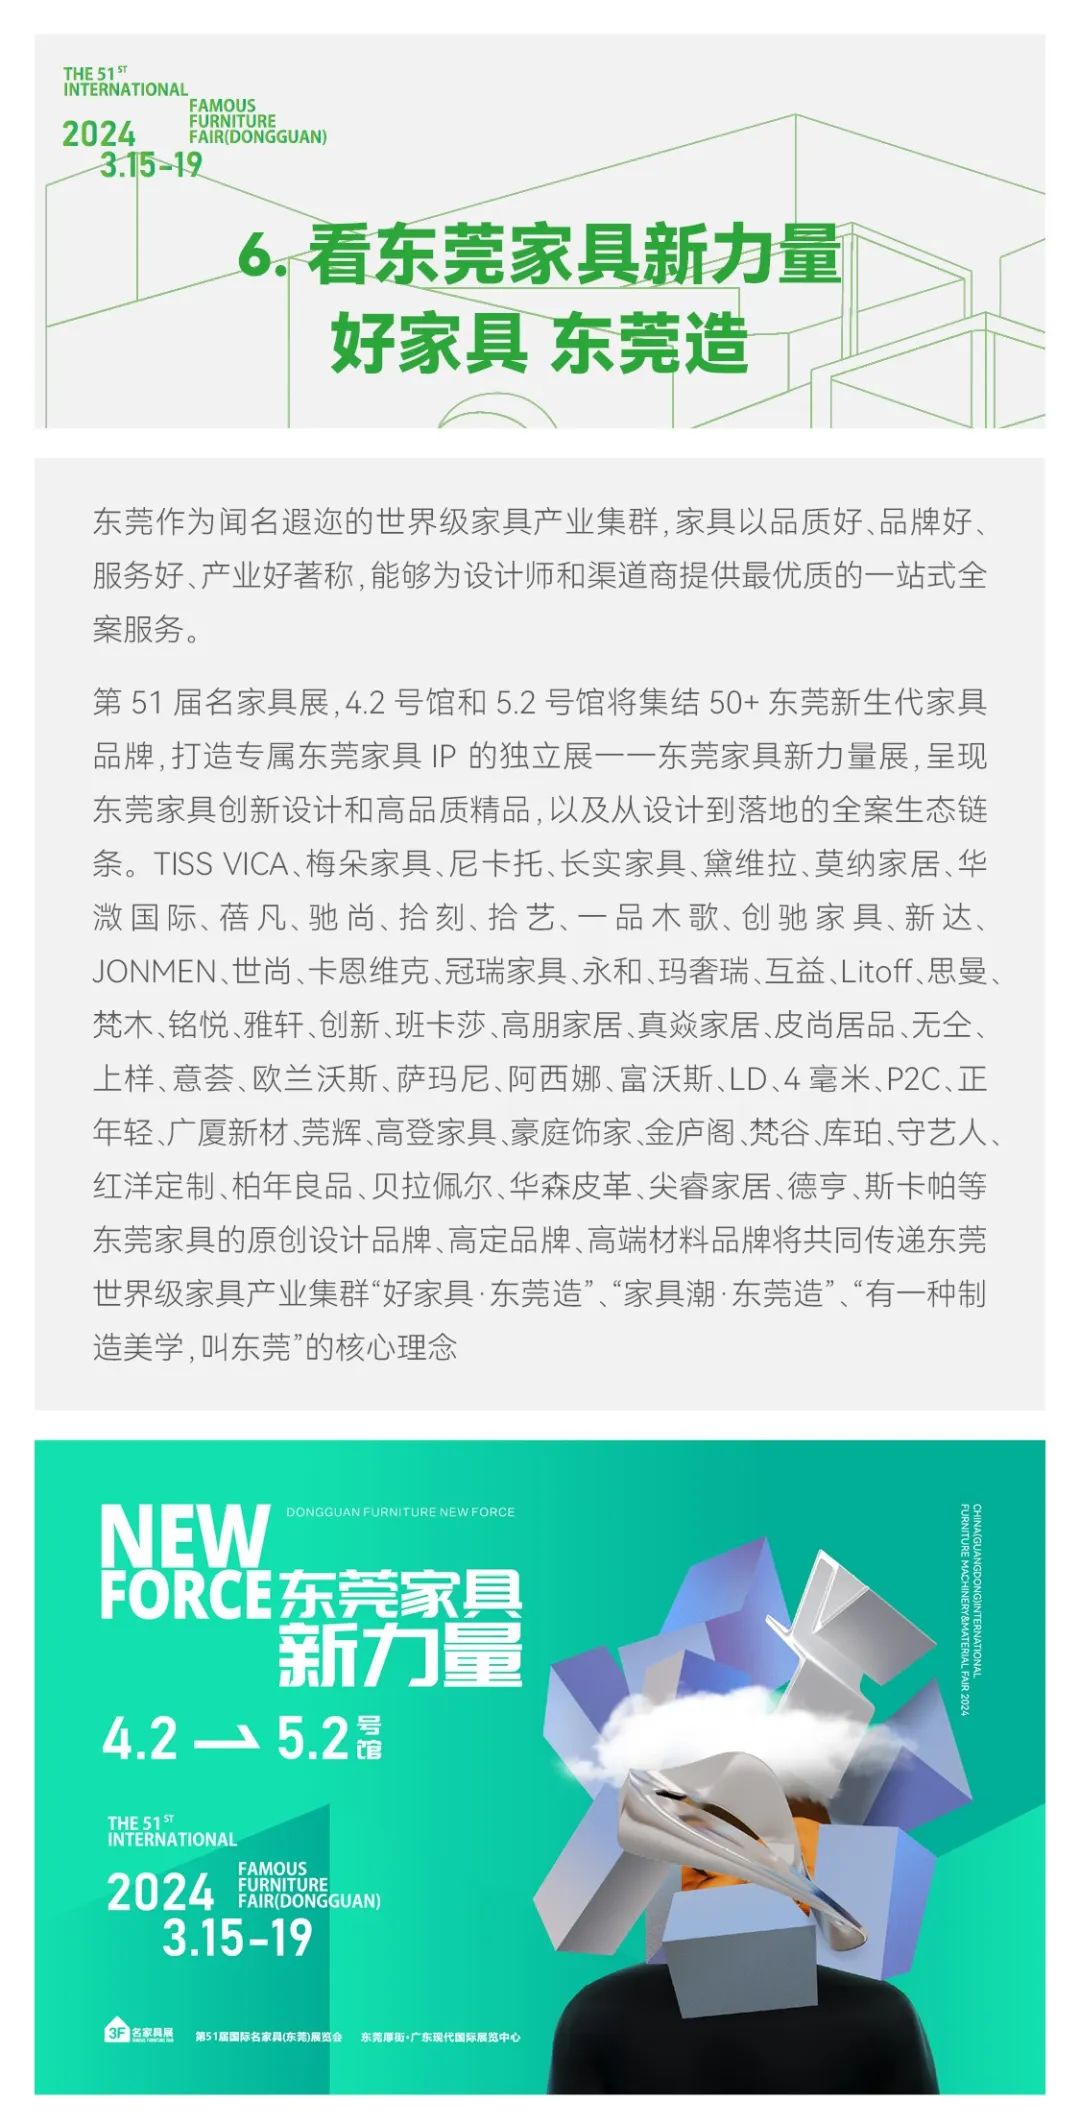 THE 51ST
INTERNATIONAL
FAMOUS
FURNITURE
FAIR(DONGGUAN)
2024
3.15-19
6. 看东莞家具新力量
好家具 东莞造
东莞作为闻名遐迩的世界级家具产业集群，家具以品质好、品牌好、
服务好、产业好著称，能够为设计师和渠道商提供最优质的一站式全
案服务。
第 51 届名家具展，4.2 号馆和 5.2 号馆将集结 50+ 东莞新生代家具
品牌，打造专属东莞家具 IP 的独立展——东莞家具新力量展，呈现
东莞家具创新设计和高品质精品，以及从设计到落地的全案生态链
条。TISS VICA、梅朵家具、尼卡托、长实家具、黛维拉、莫纳家居、华
溦国际、蓓凡、驰尚、拾刻、拾艺、一品木歌、创驰家具、新达、
JONMEN、世尚、卡恩维克、冠瑞家具、永和、玛奢瑞、互益、Litoff、思曼、
梵木、铭悦、雅轩、创新、班卡莎、高朋家居、真焱家居、皮尚居品、无仝、
上样、意荟、欧兰沃斯、萨玛尼、阿西娜、富沃斯、LD、4 毫米、P2C、正
年轻、广厦新材、莞辉、高登家具、豪庭饰家、金庐阁、梵谷、库珀、守艺人、
红洋定制、柏年良品、贝拉佩尔、华森皮革、尖睿家居、德亨、斯卡帕等
东莞家具的原创设计品牌、高定品牌、高端材料品牌将共同传递东莞
世界级家具产业集群“好家具·东莞造”、“家具潮·东莞造”、“有一种制
造美学，叫东莞”的核心理念
NEW
FORCE
DONGGUAN FURNITURE NEW FORCE
东莞家具
新力量
4.2 5.2 号馆
CHINA(GUANGDONG)INTERNATIONAL
FURNITURE MACHINERY&MATERIAL FAIR 2024
THE 51ST
INTERNATIONAL
FAMOUS
FURNITURE
FAIR(DONGGUAN)
2024
3.15-19
3F 名家具展
FAMOUS FURNITURE FAIR
第51届国际名家具(东莞)展览会 东莞厚街·广东现代国际展览中心